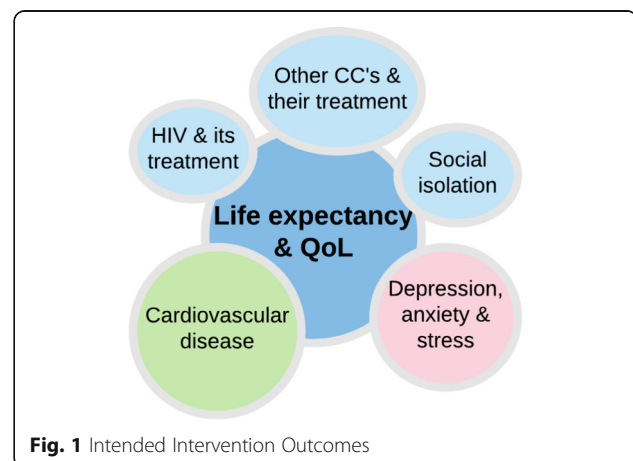 Other CC's &
their treatment
HIV & its
treatment
Social
isolation
Life expectancy
& QoL
Cardiovascular
disease
Depression,
anxiety &
stress
Fig. 1 Intended Intervention Outcomes